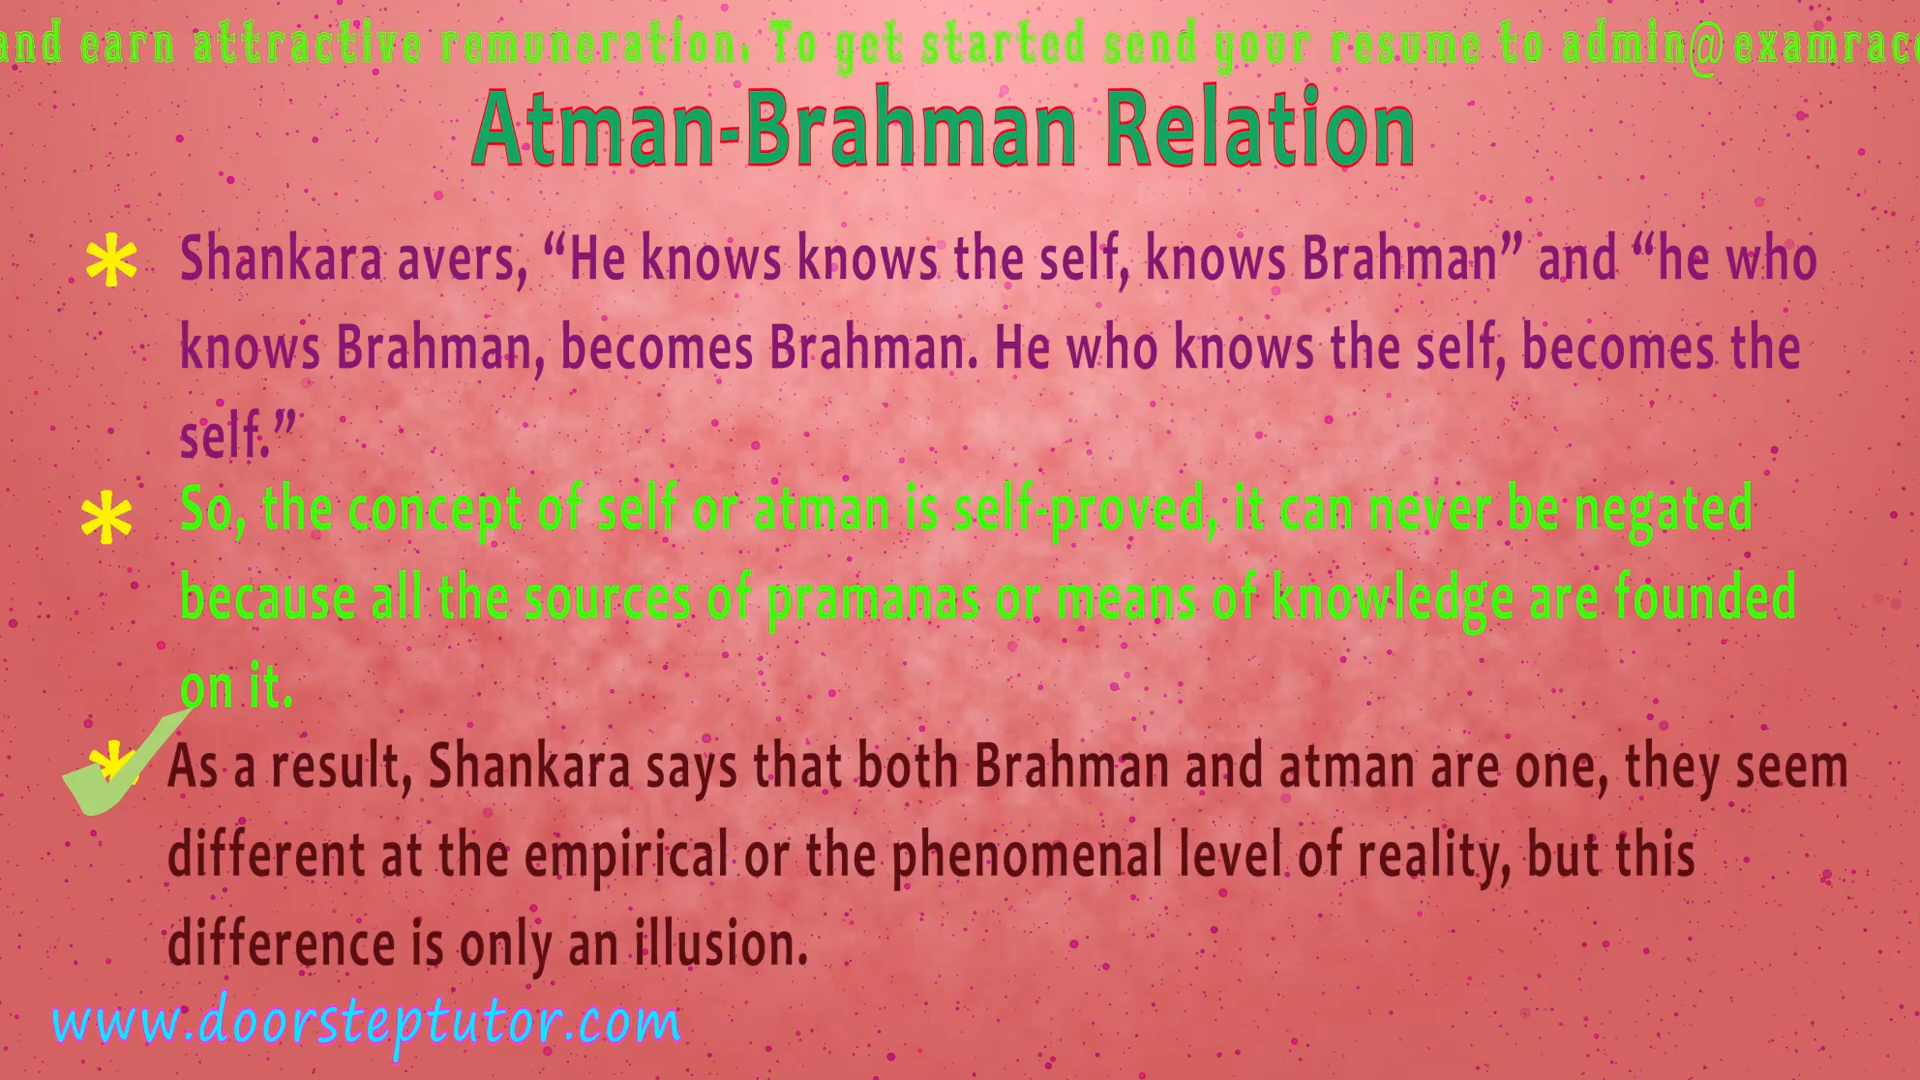 and earn attractive remuneration. To get started send your resume to admin@examrace
Atman-Brahman Relation
* Shankara avers, “He knows knows the self, knows Brahman” and “he who
knows Brahman, becomes Brahman. He who knows the self, becomes the
self.”
* So, the concept of self or atman is self-proved, it can never be negated
because all the sources of pramanas or means of knowledge are founded
on it.
* As a result, Shankara says that both Brahman and atman are one, they seem
different at the empirical or the phenomenal level of reality, but this
difference is only an illusion.
www.doorsteptutor.com